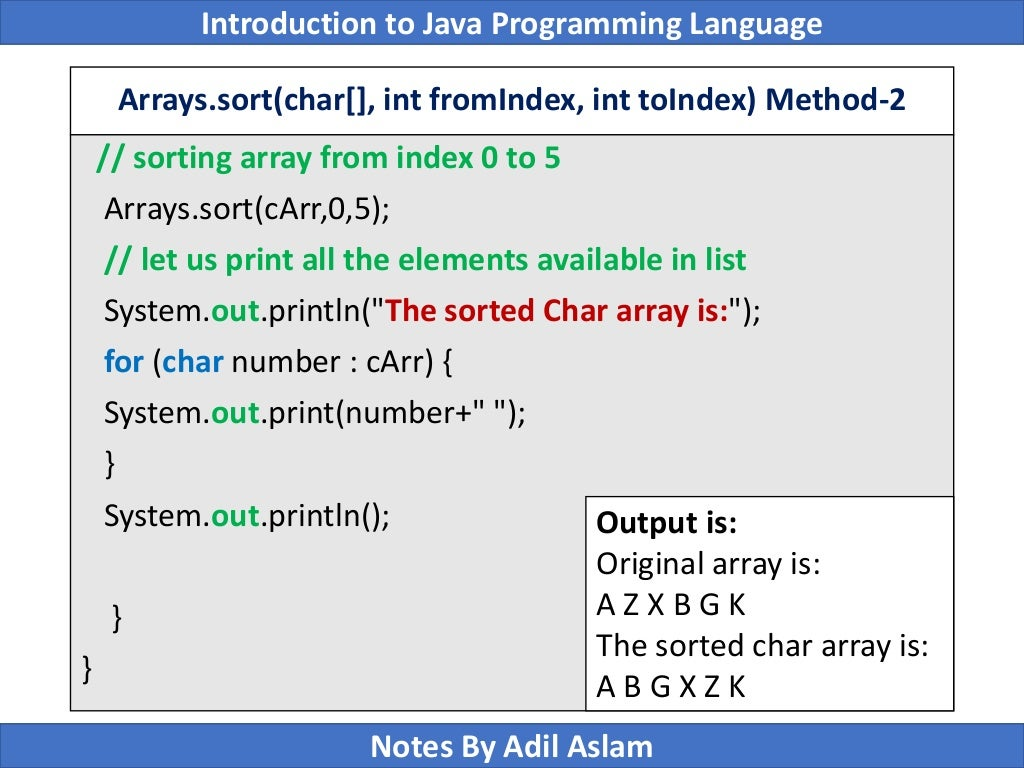 Introduction to Java Programming Language
Arrays.sort(char[], int fromIndex, int toIndex) Method-2
// sorting array from index 0 to 5
Arrays.sort(cArr,0,5);
// let us print all the elements available in list
System.out.println("The sorted Char array is:");
for (char number : cArr) {
System.out.print(number+" ");
}
System.out.println();
}
}
Output is:
Original array is:
A Z X B G K
The sorted char array is:
A B G X Z K
Notes By Adil Aslam